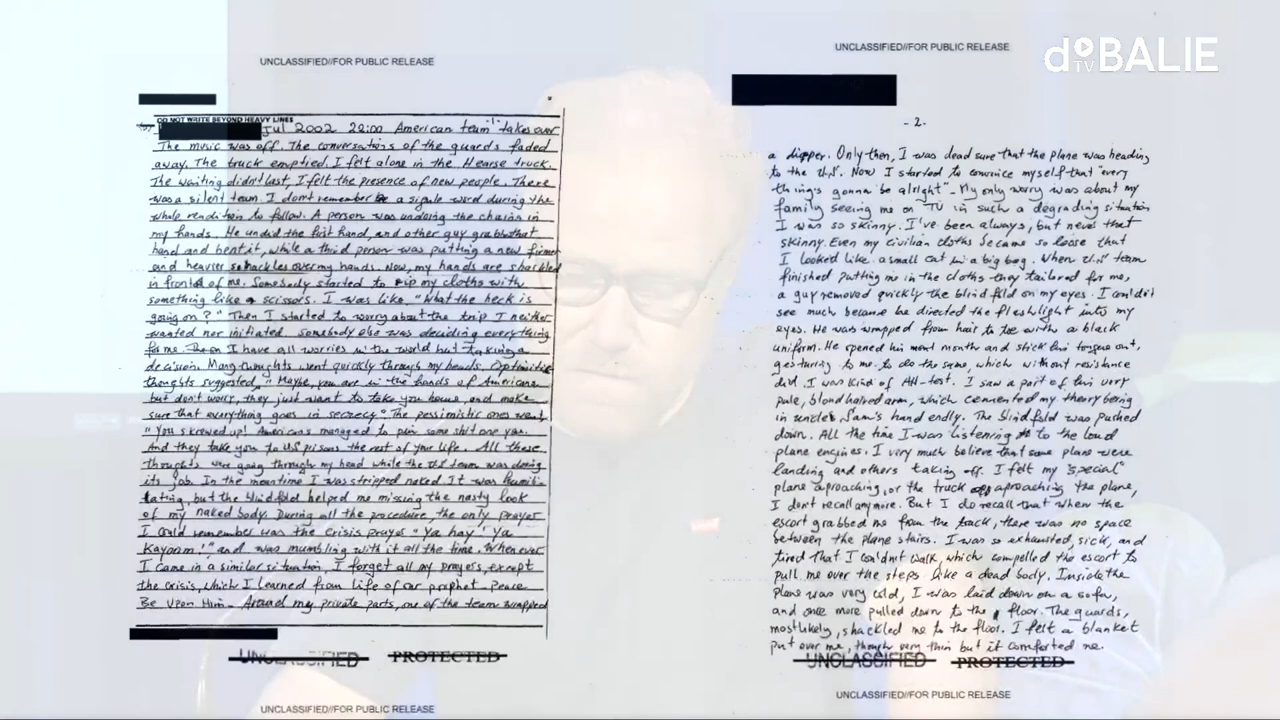 dOBALIE
TV
UNCLASSIFIED//FOR PUBLIC RELEASE
DO NOT WRITE BEYOND HEAVY LINES
-1-
Jul 2002 22:00 American team takes over
The music was off. The conversations of the guards faded
away. The truck emptied. I felt alone in the Hearse truck.
The waiting didn't last, I felt the presence of new people. There
was a silent team. I don't remember a sigule word during the
whole rendition to follow. A person was undoing the chains in
my hands. He undid the first hand, and other guy grabbed that
hand and bent it, while a third person was putting a new firmer
and heavier shackles over my hands. Now, my hands are shackled
in front of me. Somebody started to rip my cloths with
something like a scissors. I was like, "What the heck is
going on?" Then I started to worry about the trip I neither
wanted nor initiated. Somebody else was deciding everything
for me. I have all worries in the world but taking a
decision. Many thoughts went quickly through my heads. Optimistic
thoughts suggested, "Maybe, you are in the hands of Americans
but don't worry, they just want to take you home, and make
sure that everything goes in secrecy." The pessimistic ones went,
"You skrewed up! Americans managed to pin some shit one you.
And they take you to US prisons the rest of your life. All these
thoughts were going through my head while the US team was doing
its job. In the meantime I was stripped naked. It was humili-
tating, but the blindfold helped me missing the nasty look
of my naked body. During all the procedure, the only prayer
I could remember was the crisis prayer "Ya hay! Ya
Kayoom!" and was mumbling with it all the time. When ever
I came in a similar situation, I forget all my prayers, except
the crisis, which I learned from life of our prophet - Peace
Be Upon Him - Around my private parts, one of the team wrapped
UNCLASSIFIED PROTECTED
UNCLASSIFIED//FOR PUBLIC RELEASE
UNCLASSIFIED//FOR PUBLIC RELEASE
-2-
a dipper. Only then, I was dead sure that the plane was heading
to the U.S. Now I started to convince myself that "every
thing's gonna be alright". My only worry was about my
family seeing me on TV in such a degrading situation
I was so skinny. I've been always, but never that
skinny. Even my civilian cloths became so loose that
I looked like a small cat in a big bag. When U.S. team
finished putting me in the cloths they tailored for me,
a guy removed quickly the blind fold on my eyes. I couldn't
see much because he directed the flashlight into my
eyes. He was wrapped from hair to toe with a black
uniform. He opened his mouth and stick his tongue out,
gesturing to me to do the same, which without resistance
did. I was kind of AH-test. I saw a part of his very
pale, blond haired arm, which cemented my theory being
in uncle Sam's hand endly. The blindfold was pushed
down. All the time I was listening to the loud
plane engines. I very much believe that some plane were
landing and others taking off. I felt my "special"
plane aproaching, or the truck aproaching the plane,
I don't recall anymore. But I do recall that when the
escort grabbed me from the truck, there was no space
between the plane stairs. I was so exhausted, sick, and
tired that I couldn't walk, which compelled the escort to
pull me over the steps like a dead body. Inside the
plane was very cold, I was laid down on a sofa,
and once more pulled down to the floor. The guards,
mostlikely, shackled me to the floor. I felt a blanket
put over me, though very thin but it comforted me.
UNCLASSIFIED PROTECTED
UNCLASSIFIED//FOR PUBLIC RELEASE